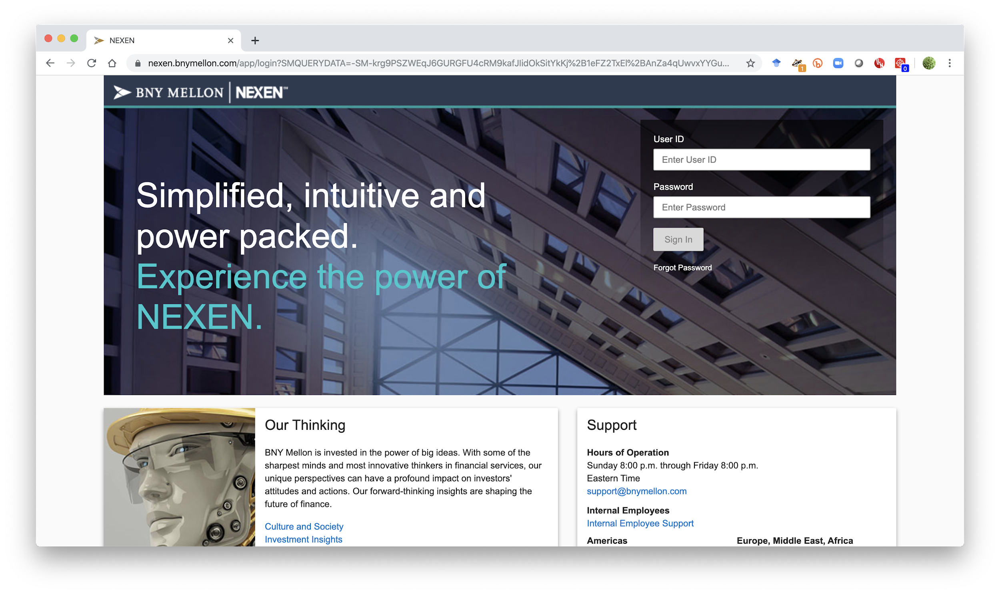 NEXEN
nexen.bnymellon.com/app/login?SMQUERYDATA=-SM-krg9PSZWEqJ6GURGFU4cRM9kafJIidOkSitYkKj%2B1eFZ2TxEl%2BAnZa4qUwvxYYGu...
1
0
BNY MELLON | NEXEN℠
User ID
Enter User ID
Password
Enter Password
Sign In
Forgot Password
Simplified, intuitive and
power packed.
Experience the power of
NEXEN.
Our Thinking
BNY Mellon is invested in the power of big ideas. With some of the
sharpest minds and most innovative thinkers in financial services, our
unique perspectives can have a profound impact on investors'
attitudes and actions. Our forward-thinking insights are shaping the
future of finance.
Culture and Society
Investment Insights
Support
Hours of Operation
Sunday 8:00 p.m. through Friday 8:00 p.m.
Eastern Time
support@bnymellon.com
Internal Employees
Internal Employee Support
Americas
Europe, Middle East, Africa